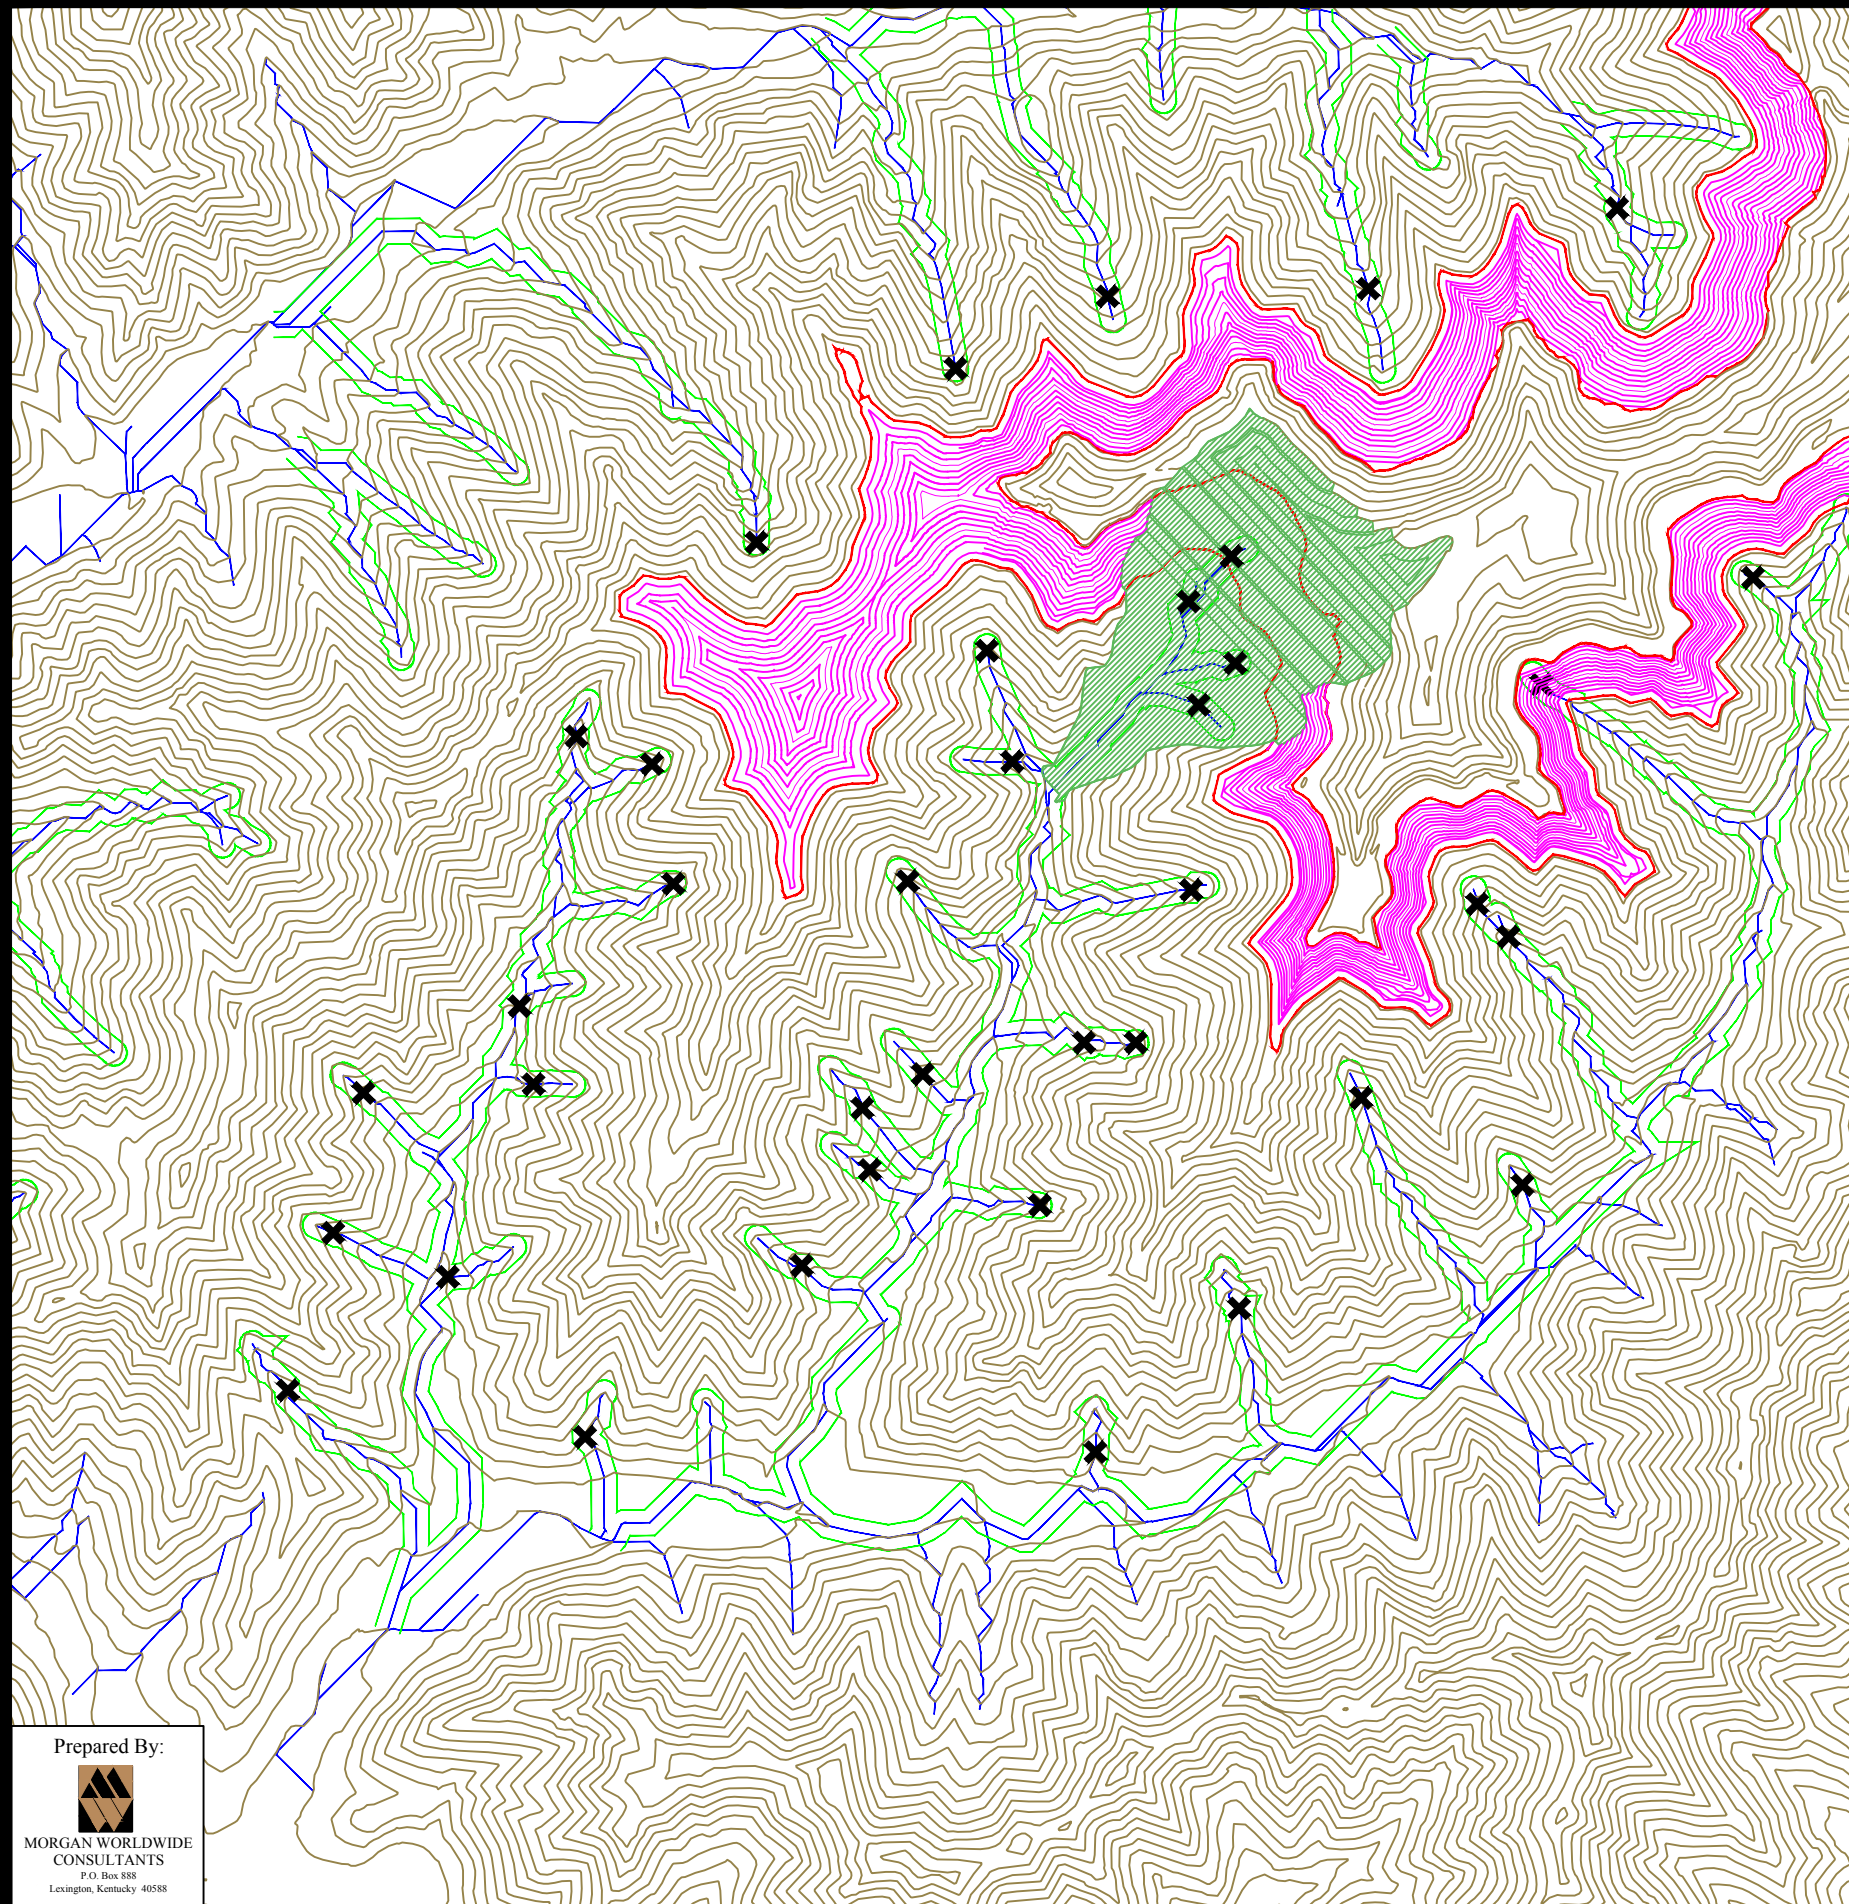 Prepared By:
MORGAN WORLDWIDE
CONSULTANTS
P.O. Box 888
Lexington, Kentucky 40588